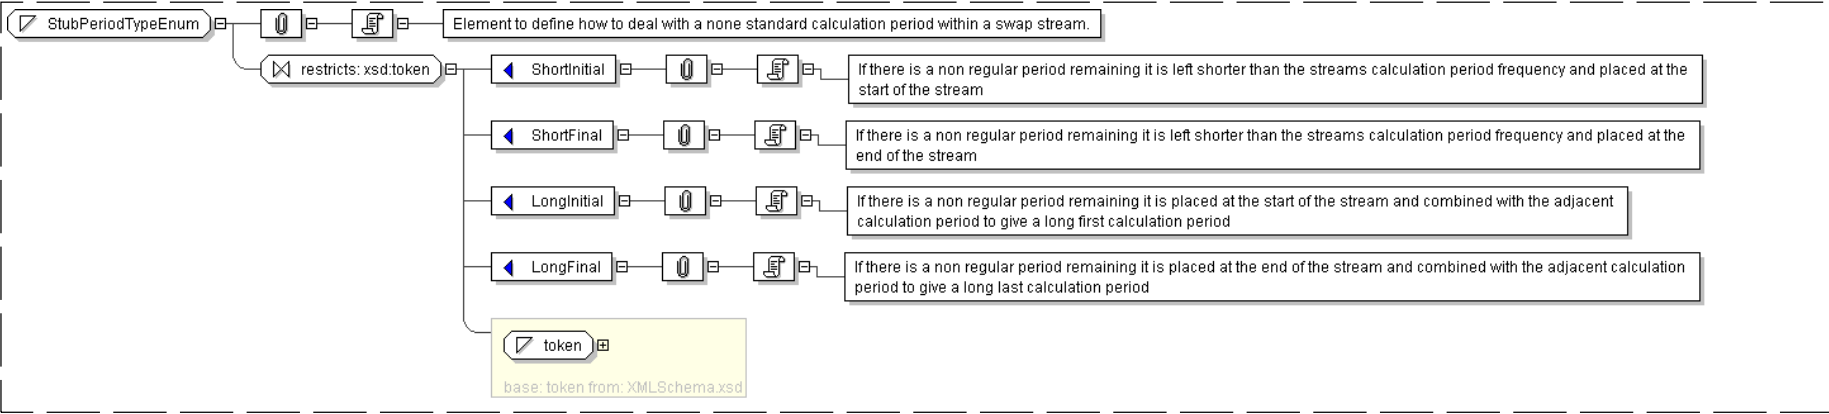 StubPeriodTypeEnum
Element to define how to deal with a none standard calculation period within a swap stream.
restricts: xsd:token
ShortInitial
If there is a non regular period remaining it is left shorter than the streams calculation period frequency and placed at the
start of the stream
ShortFinal
If there is a non regular period remaining it is left shorter than the streams calculation period frequency and placed at the
end of the stream
LongInitial
If there is a non regular period remaining it is placed at the start of the stream and combined with the adjacent
calculation period to give a long first calculation period
LongFinal
If there is a non regular period remaining it is placed at the end of the stream and combined with the adjacent calculation
period to give a long last calculation period
token
base: token from: XMLSchema.xsd